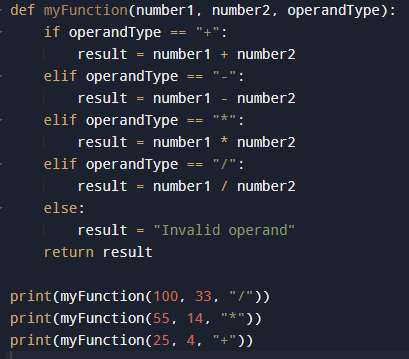 def myFunction(number1, number2, operandType):
    if operandType == "+":
        result = number1 + number2
    elif operandType == "-":
        result = number1 - number2
    elif operandType == "*":
        result = number1 * number2
    elif operandType == "/":
        result = number1 / number2
    else:
        result = "Invalid operand"
    return result

print(myFunction(100, 33, "/"))
print(myFunction(55, 14, "*"))
print(myFunction(25, 4, "+"))